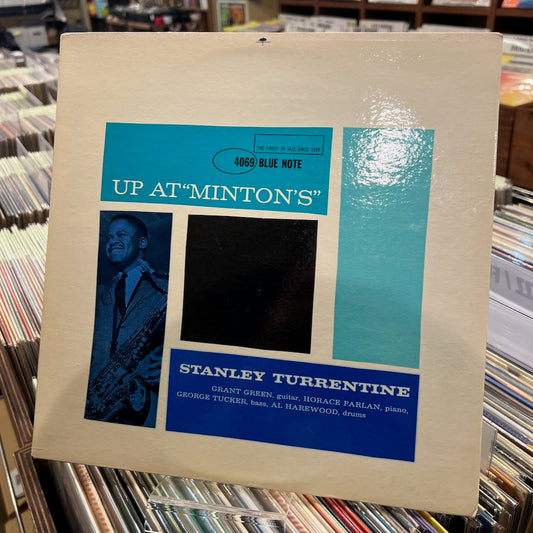 THE FINEST IN JAZZ SINCE 1939
4069 BLUE NOTE
UP AT "MINTON'S"
STANLEY TURRENTINE
GRANT GREEN, guitar, HORACE PARLAN, piano,
GEORGE TUCKER, bass, AL HAREWOOD, drums